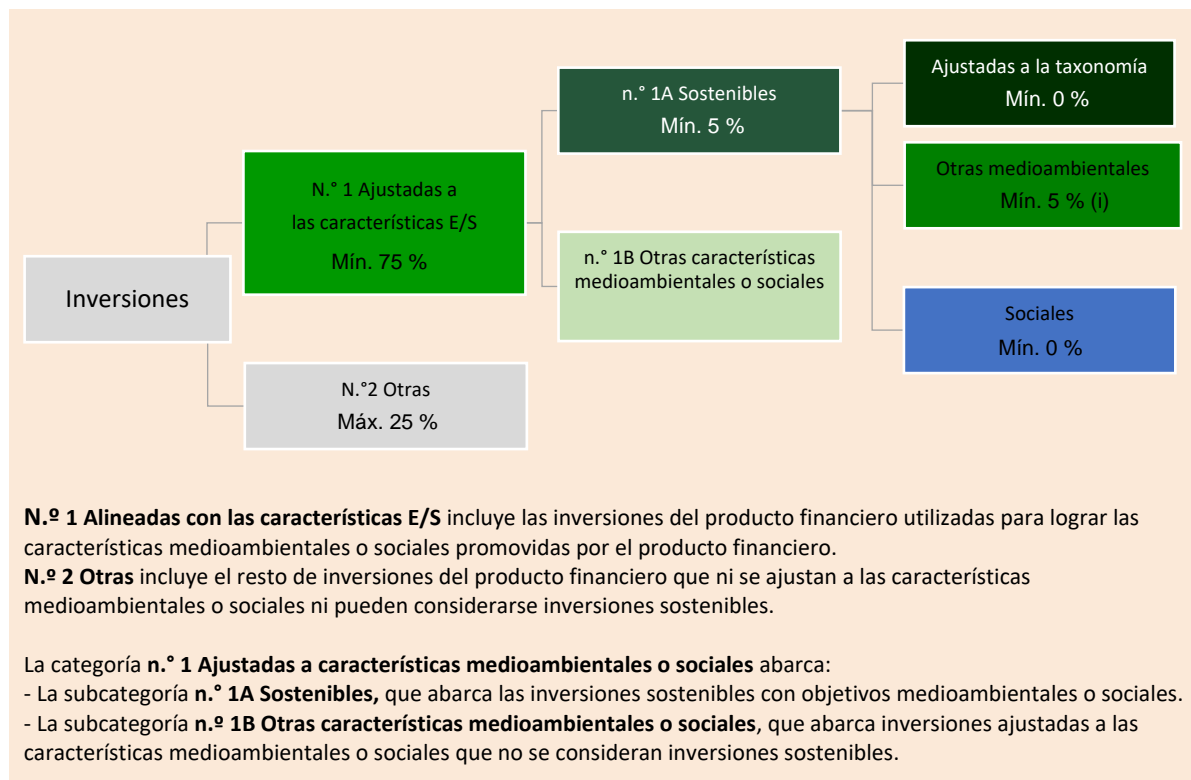 Inversiones
N.° 1 Ajustadas a
las características E/S
Mín. 75 %
N.°2 Otras
Máx. 25 %
n.° 1A Sostenibles
Mín. 5 %
n.° 1B Otras características
medioambientales o sociales
Ajustadas a la taxonomía
Mín. 0 %
Otras medioambientales
Mín. 5 % (i)
Sociales
Mín. 0 %
N.º 1 Alineadas con las características E/S incluye las inversiones del producto financiero utilizadas para lograr las
características medioambientales o sociales promovidas por el producto financiero.
N.º 2 Otras incluye el resto de inversiones del producto financiero que ni se ajustan a las características
medioambientales o sociales ni pueden considerarse inversiones sostenibles.
La categoría n.° 1 Ajustadas a características medioambientales o sociales abarca:
- La subcategoría n.° 1A Sostenibles, que abarca las inversiones sostenibles con objetivos medioambientales o sociales.
- La subcategoría n.º 1B Otras características medioambientales o sociales, que abarca inversiones ajustadas a las
características medioambientales o sociales que no se consideran inversiones sostenibles.